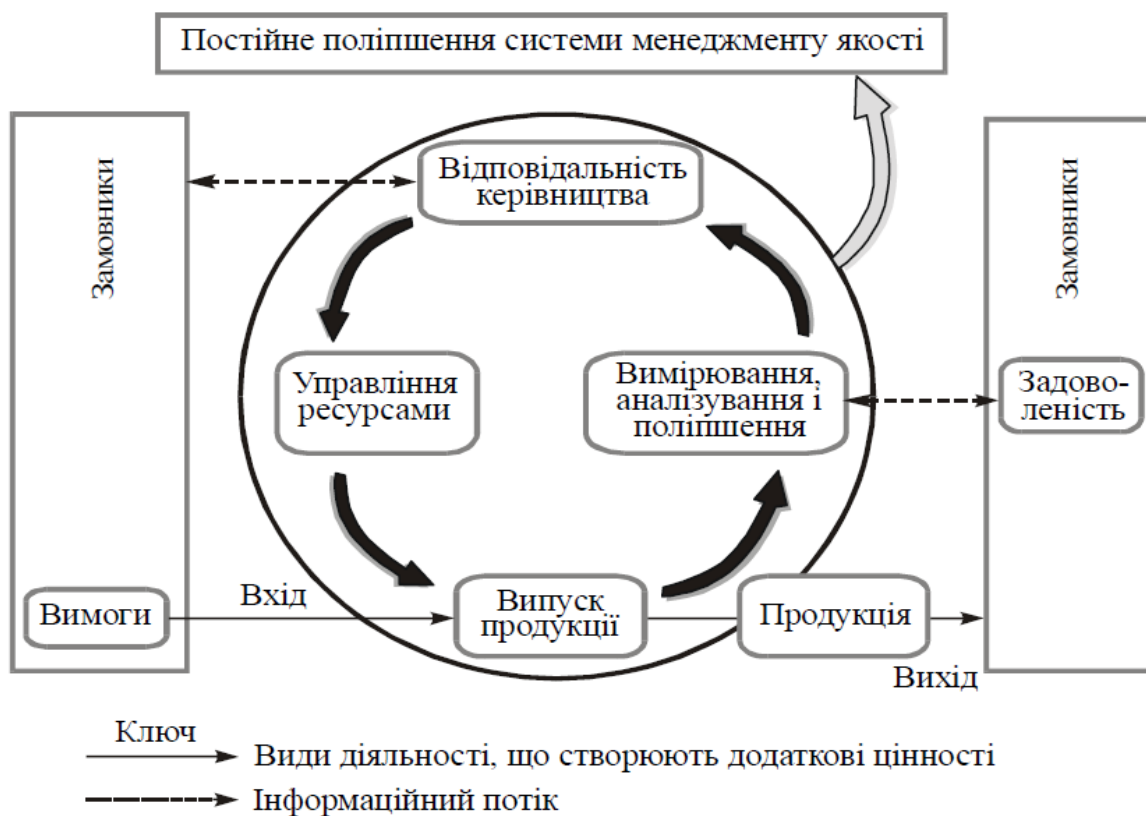 Постійне поліпшення системи менеджменту якості
Замовники
Відповідальність
керівництва
Замовники
Управління
ресурсами
Вимірювання,
аналізування і
поліпшення
Задово-
леність
Вимоги
Вхід
Випуск
продукції
Продукція
Вихід
Ключ
Види діяльності, що створюють додаткові цінності
Інформаційний потік